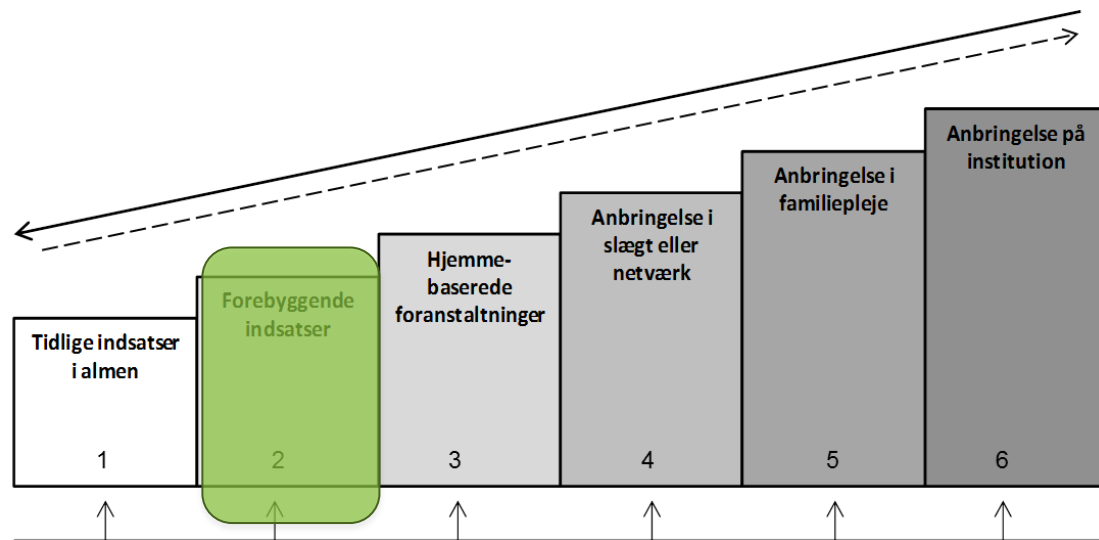 Tidlige indsatser
i almen
1
Forebyggende
indsatser
2
Hjemme-
baserede
foranstaltninger
3
Anbringelse i
slægt eller
netværk
4
Anbringelse i
familiepleje
5
Anbringelse på
institution
6